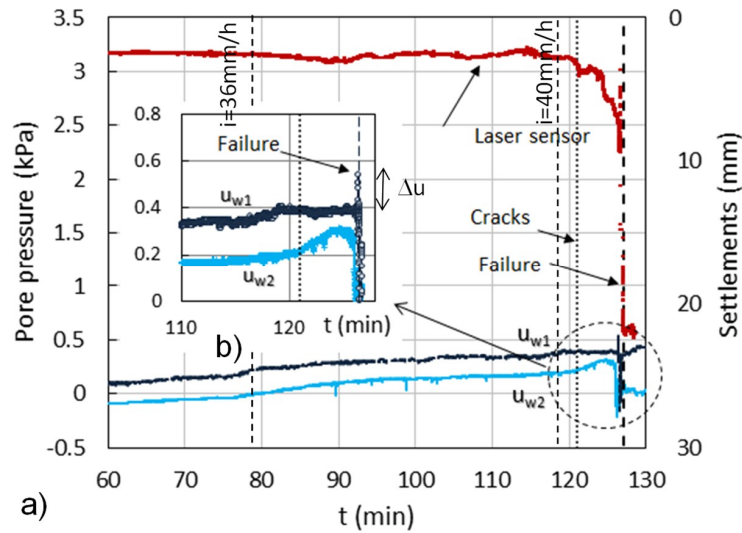 3.5
3
2.5
2
1.5
1
0.5
0
-0.5
Pore pressure (kPa)
0
10
20
30
Settlements (mm)
60
70
80
90
100
110
120
130
t (min)
i=36mm/h
i=40mm/h
Laser sensor
Cracks
Failure
uw1
uw2
0.8
0.6
0.4
0.2
0
110
120
t (min)
Failure
Δu
uw1
uw2
b)
a)